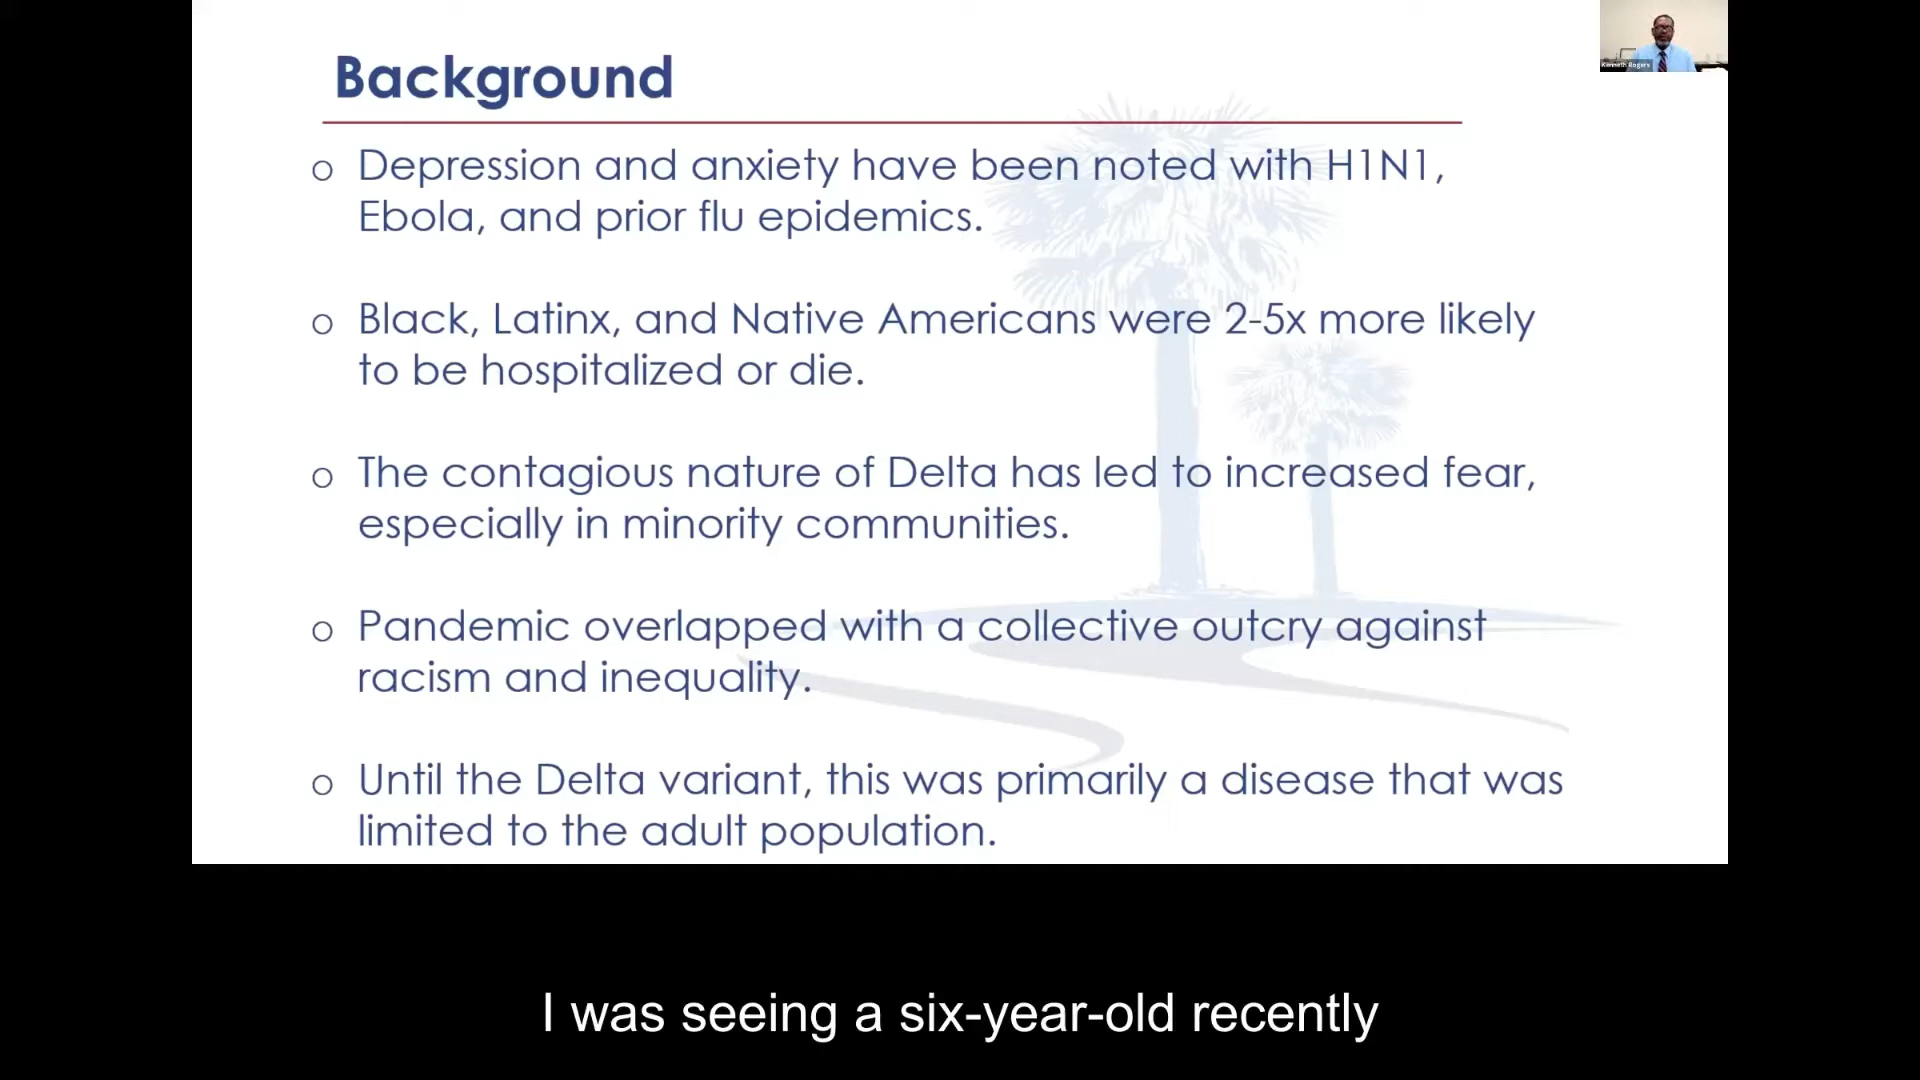 Background
Kenneth Rogers
o Depression and anxiety have been noted with H1N1,
Ebola, and prior flu epidemics.
o Black, Latinx, and Native Americans were 2-5x more likely
to be hospitalized or die.
o The contagious nature of Delta has led to increased fear,
especially in minority communities.
o Pandemic overlapped with a collective outcry against
racism and inequality.
o Until the Delta variant, this was primarily a disease that was
limited to the adult population.
I was seeing a six-year-old recently